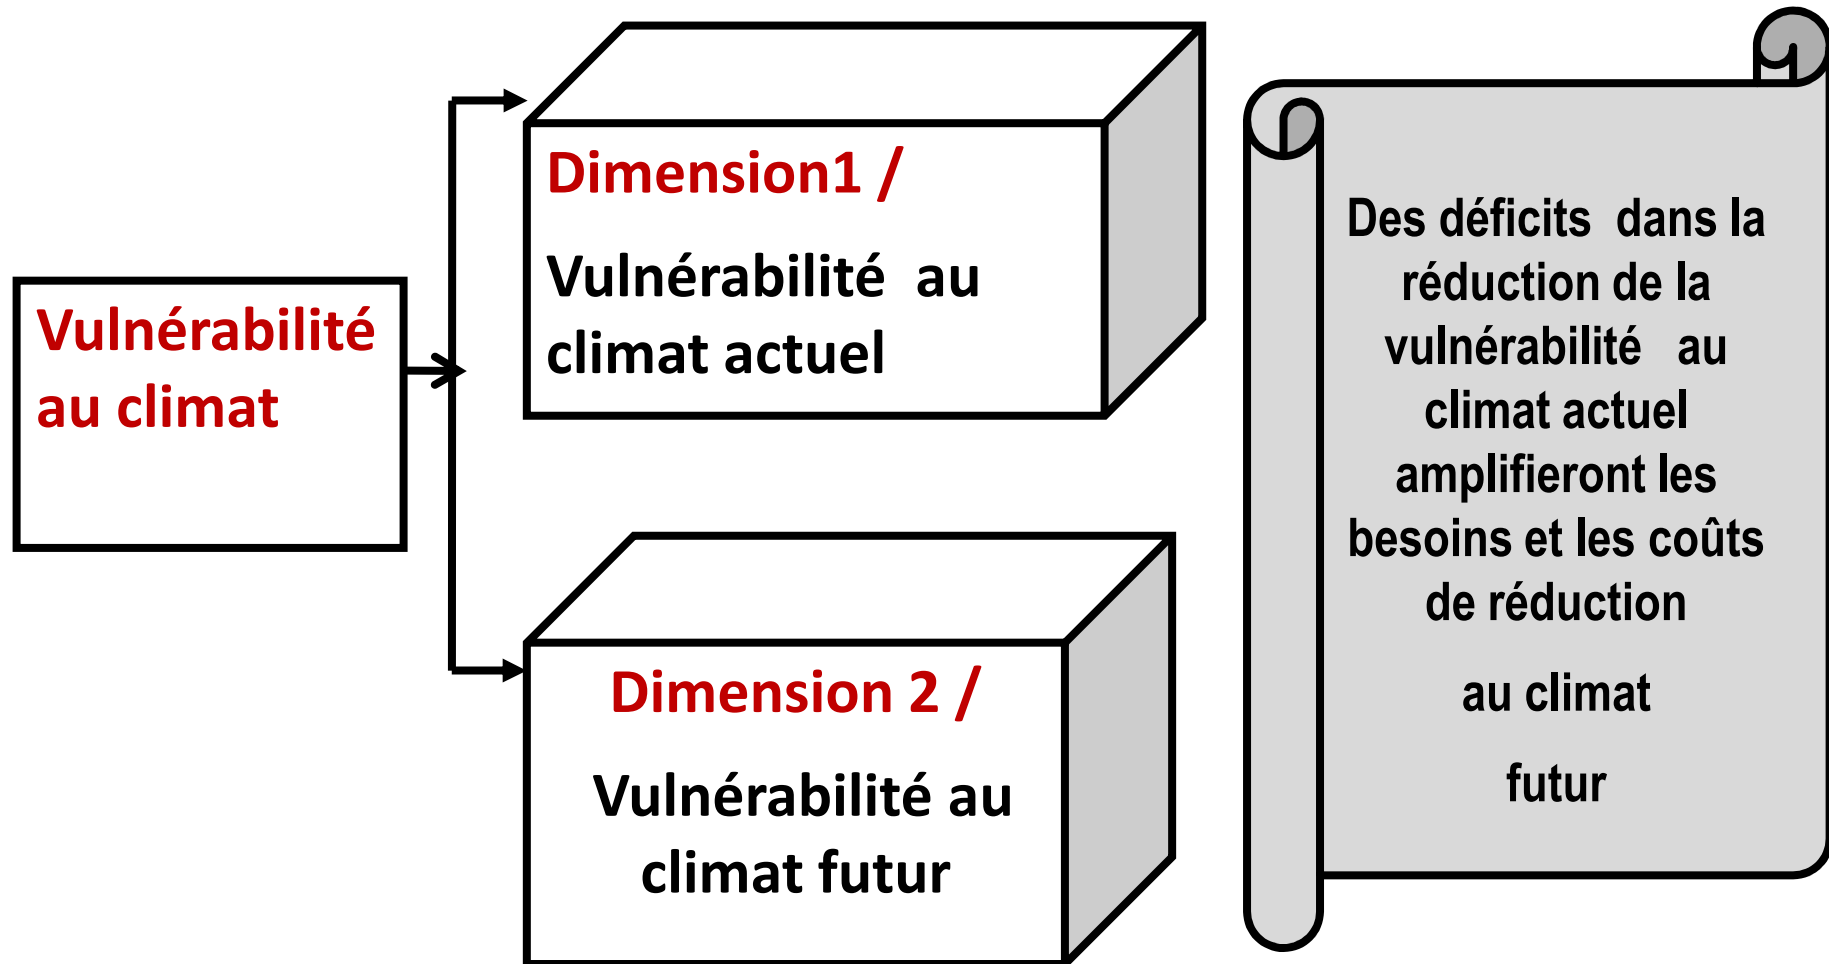 Vulnérabilité
au climat
Dimension1 /
Vulnérabilité au
climat actuel
Dimension 2 /
Vulnérabilité au
climat futur
Des déficits dans la
réduction de la
vulnérabilité au
climat actuel
amplifieront les
besoins et les coûts
de réduction
au climat
futur